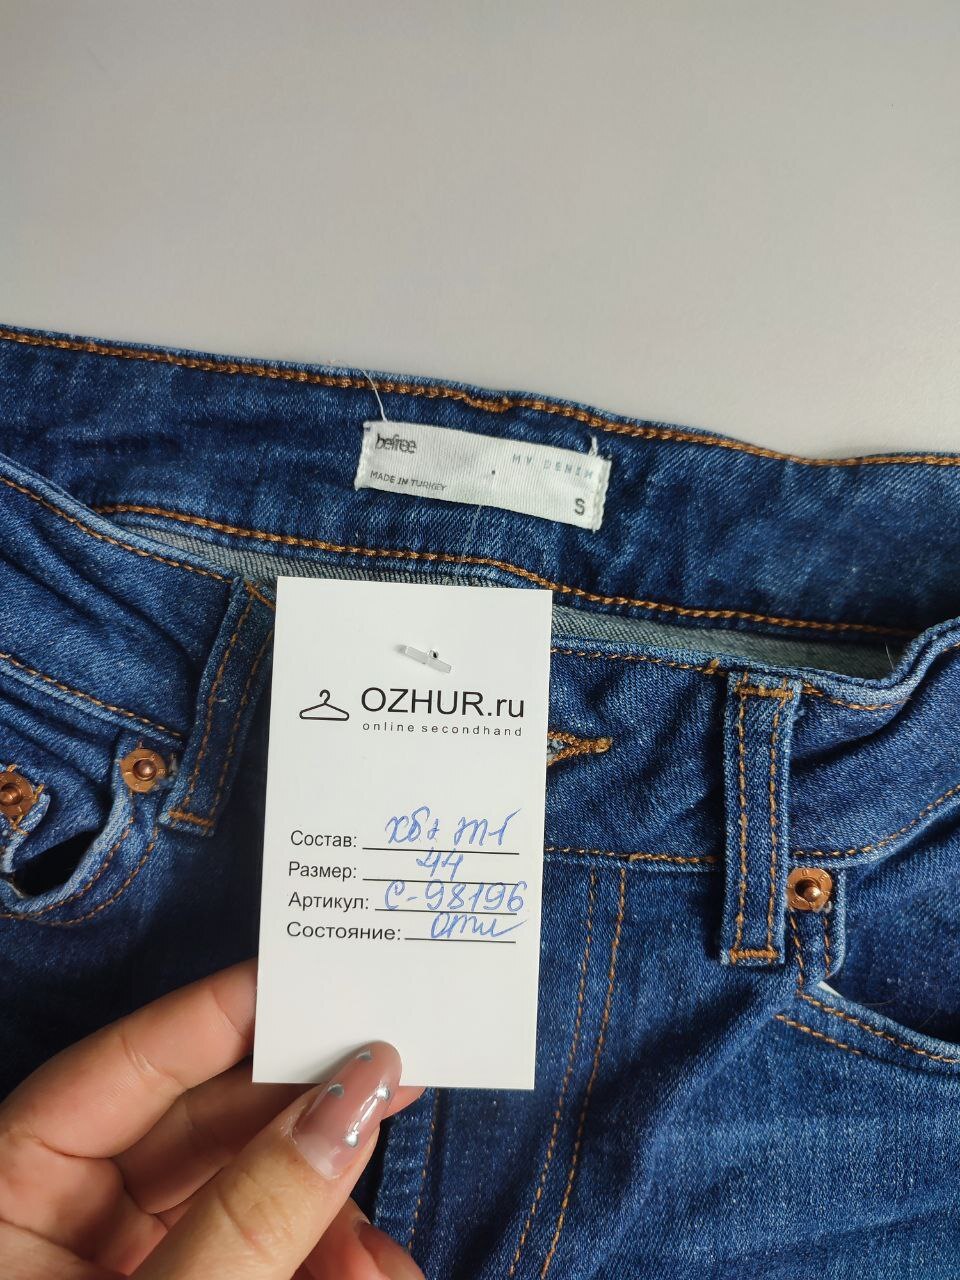 befree
MY DENIM
MADE IN TURKEY
S
OZHUR.ru
online secondhand
Состав: хб+ эл-н
Размер: 44
Артикул: С-98196
Состояние: отл